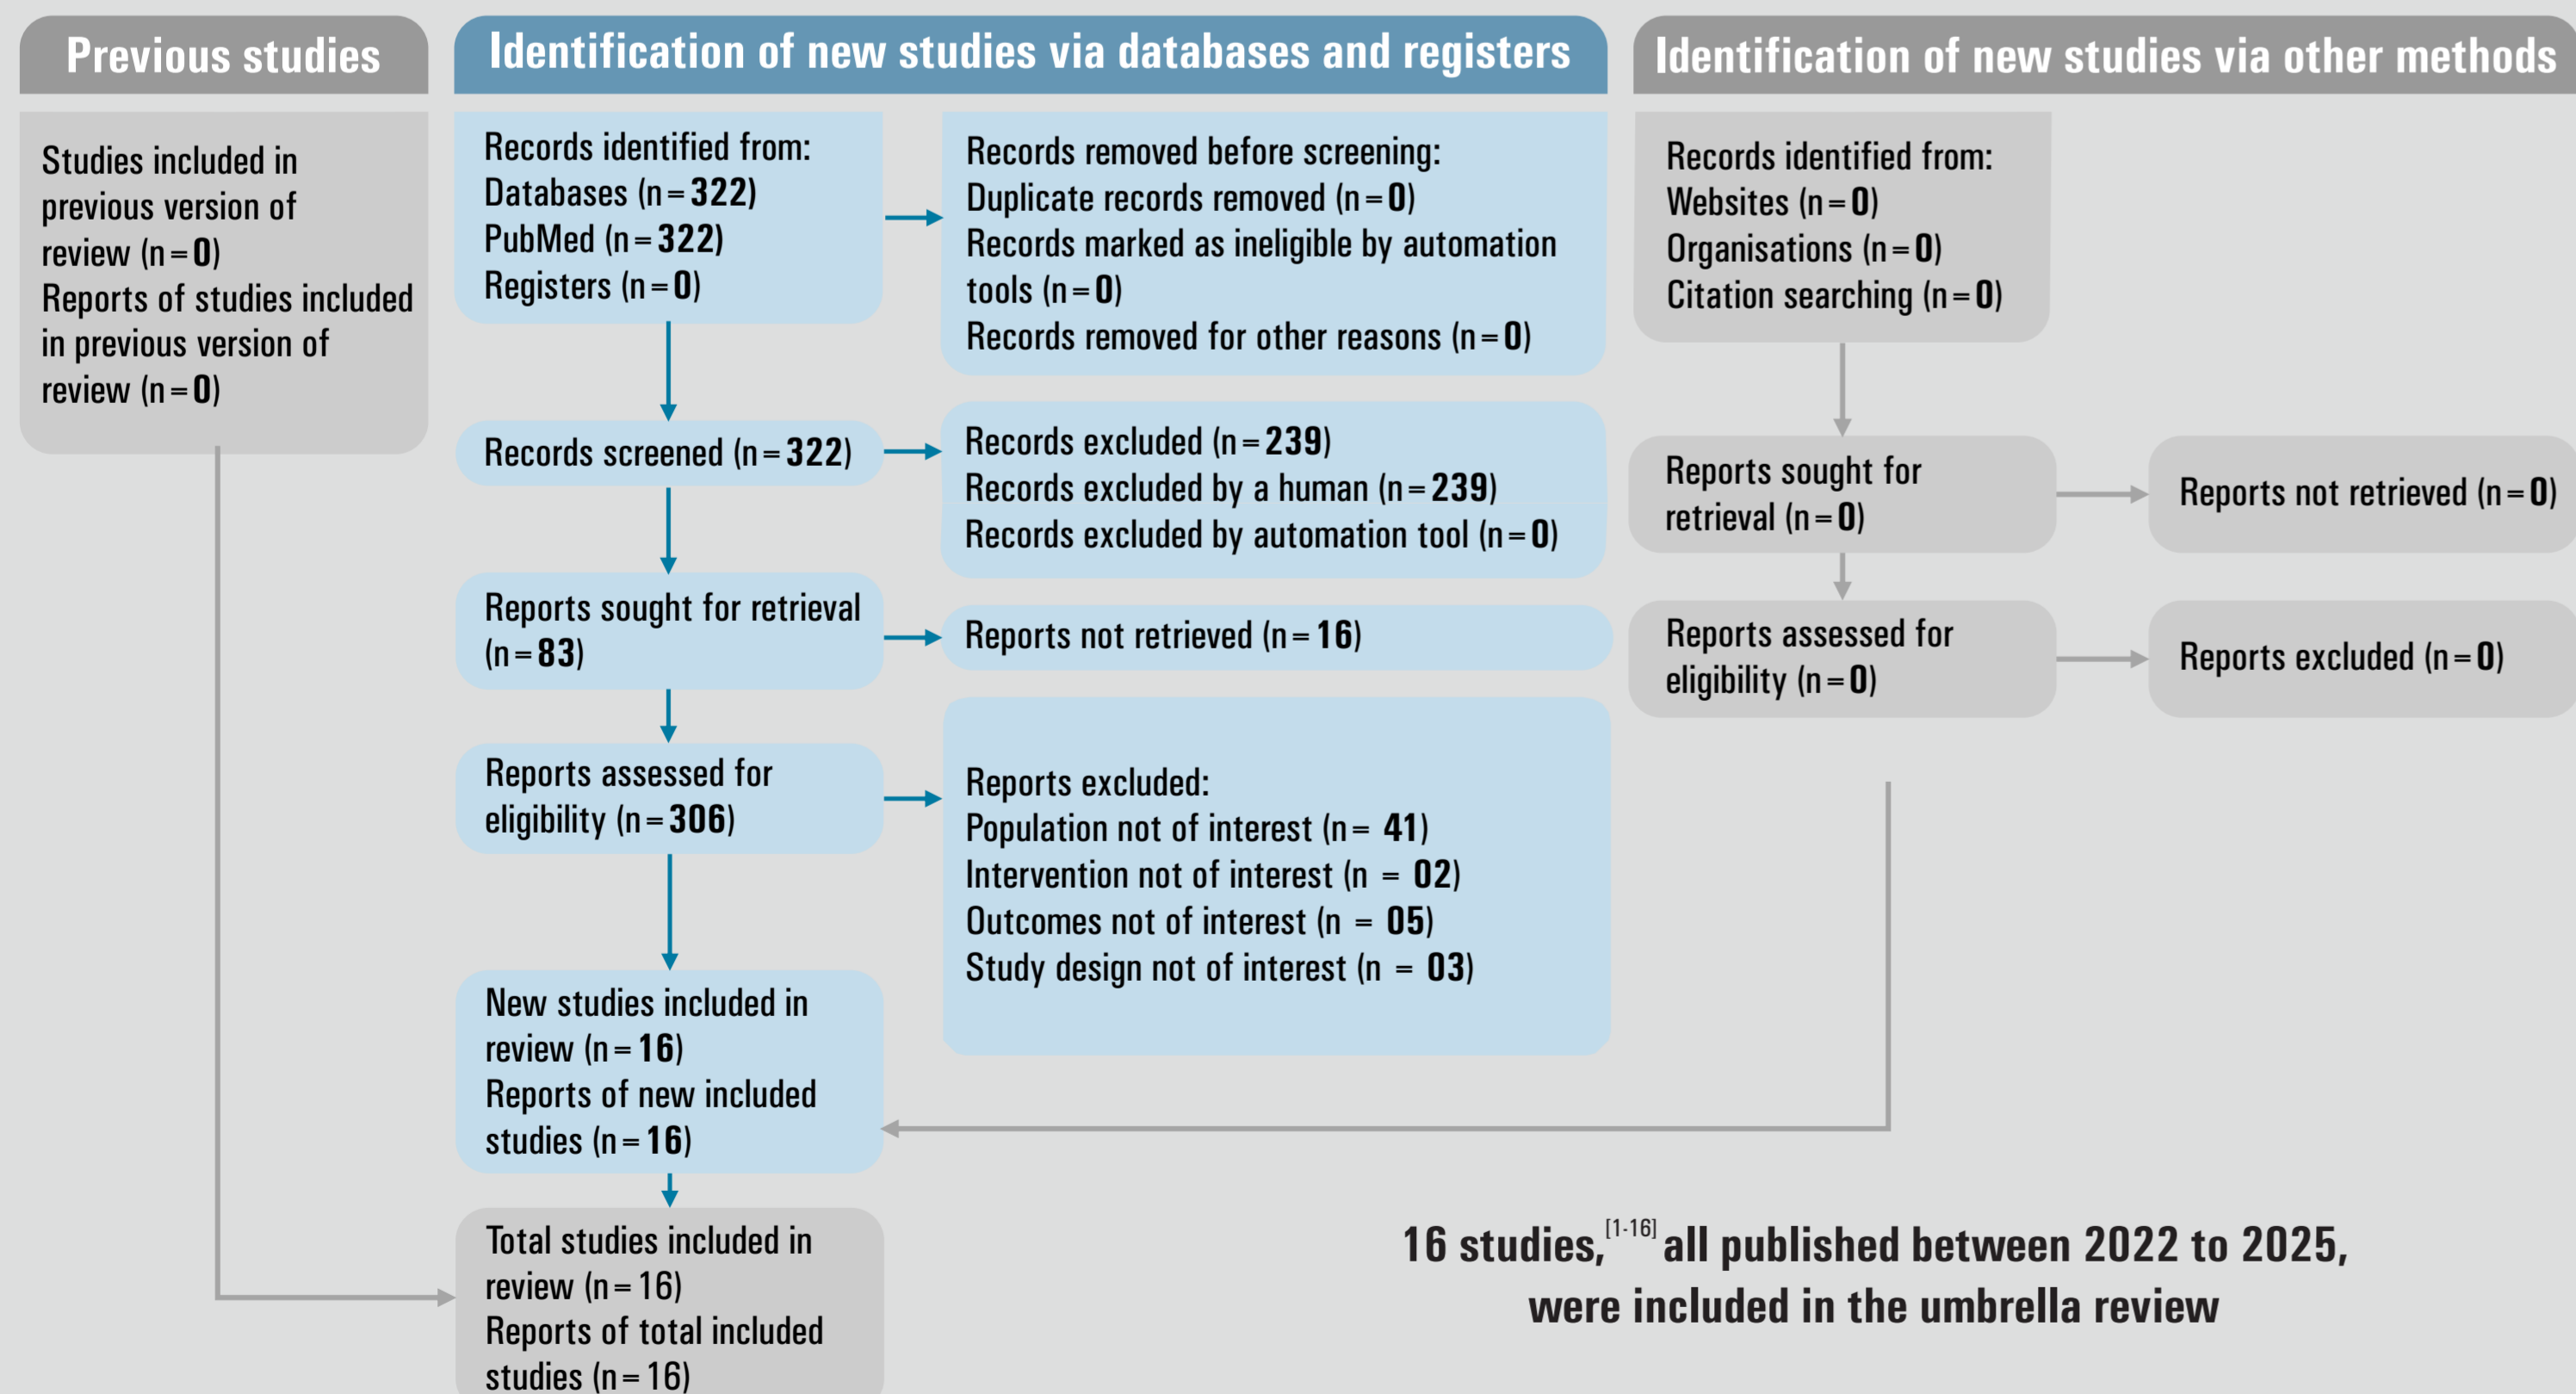 Previous studies
Studies included in
previous version of
review (n=0)
Reports of studies included
in previous version of
review (n=0)
Identification of new studies via databases and registers
Records identified from:
Databases (n=322)
PubMed (n=322)
Registers (n=0)
Records removed before screening:
Duplicate records removed (n=0)
Records marked as ineligible by automation
tools (n=0)
Records removed for other reasons (n=0)
Records screened (n=322)
Records excluded (n=239)
Records excluded by a human (n=239)
Records excluded by automation tool (n=0)
Reports sought for retrieval
(n=83)
Reports not retrieved (n=16)
Reports assessed for
eligibility (n=306)
Reports excluded:
Population not of interest (n= 41)
Intervention not of interest (n = 02)
Outcomes not of interest (n = 05)
Study design not of interest (n = 03)
New studies included in
review (n=16)
Reports of new included
studies (n=16)
Total studies included in
review (n=16)
Reports of total included
studies (n=16)
Identification of new studies via other methods
Records identified from:
Websites (n=0)
Organisations (n=0)
Citation searching (n=0)
Reports sought for
retrieval (n=0)
Reports not retrieved (n=0)
Reports assessed for
eligibility (n=0)
Reports excluded (n=0)
16 studies,[1-16] all published between 2022 to 2025,
were included in the umbrella review